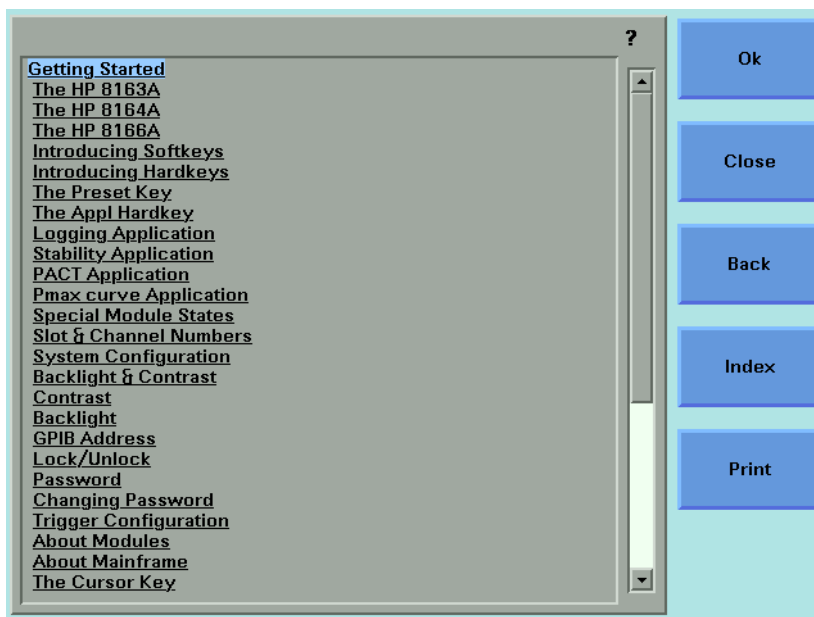 ?
Getting Started
The HP 8163A
The HP 8164A
The HP 8166A
Introducing Softkeys
Introducing Hardkeys
The Preset Key
The Appl Hardkey
Logging Application
Stability Application
PACT Application
Pmax curve Application
Special Module States
Slot & Channel Numbers
System Configuration
Backlight & Contrast
Contrast
Backlight
GPIB Address
Lock/Unlock
Password
Changing Password
Trigger Configuration
About Modules
About Mainframe
The Cursor Key
Ok
Close
Back
Index
Print